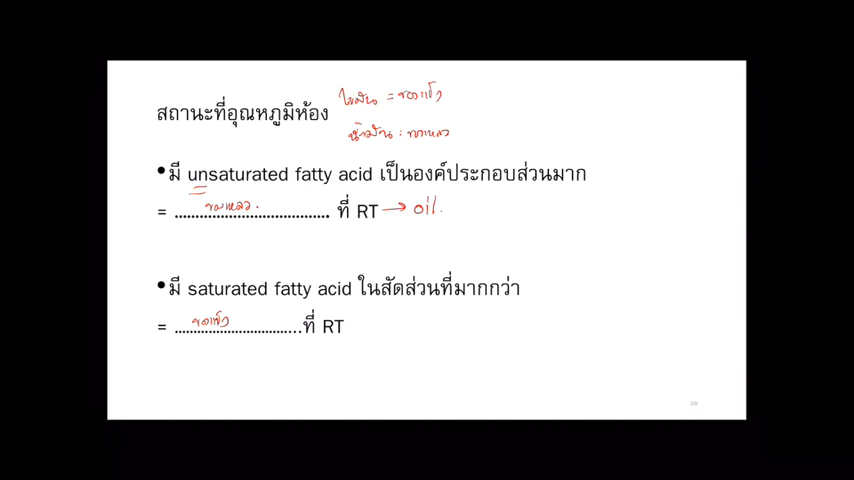 ไขมัน = ของแข็ง
สถานะที่อุณหภูมิห้อง
น้ำมัน : ของเหลว
•มี unsaturated fatty acid เป็นองค์ประกอบส่วนมาก
= ของเหลว. ที่ RT → oil.
•มี saturated fatty acid ในสัดส่วนที่มากกว่า
= ของแข็ง ...ที่ RT
20